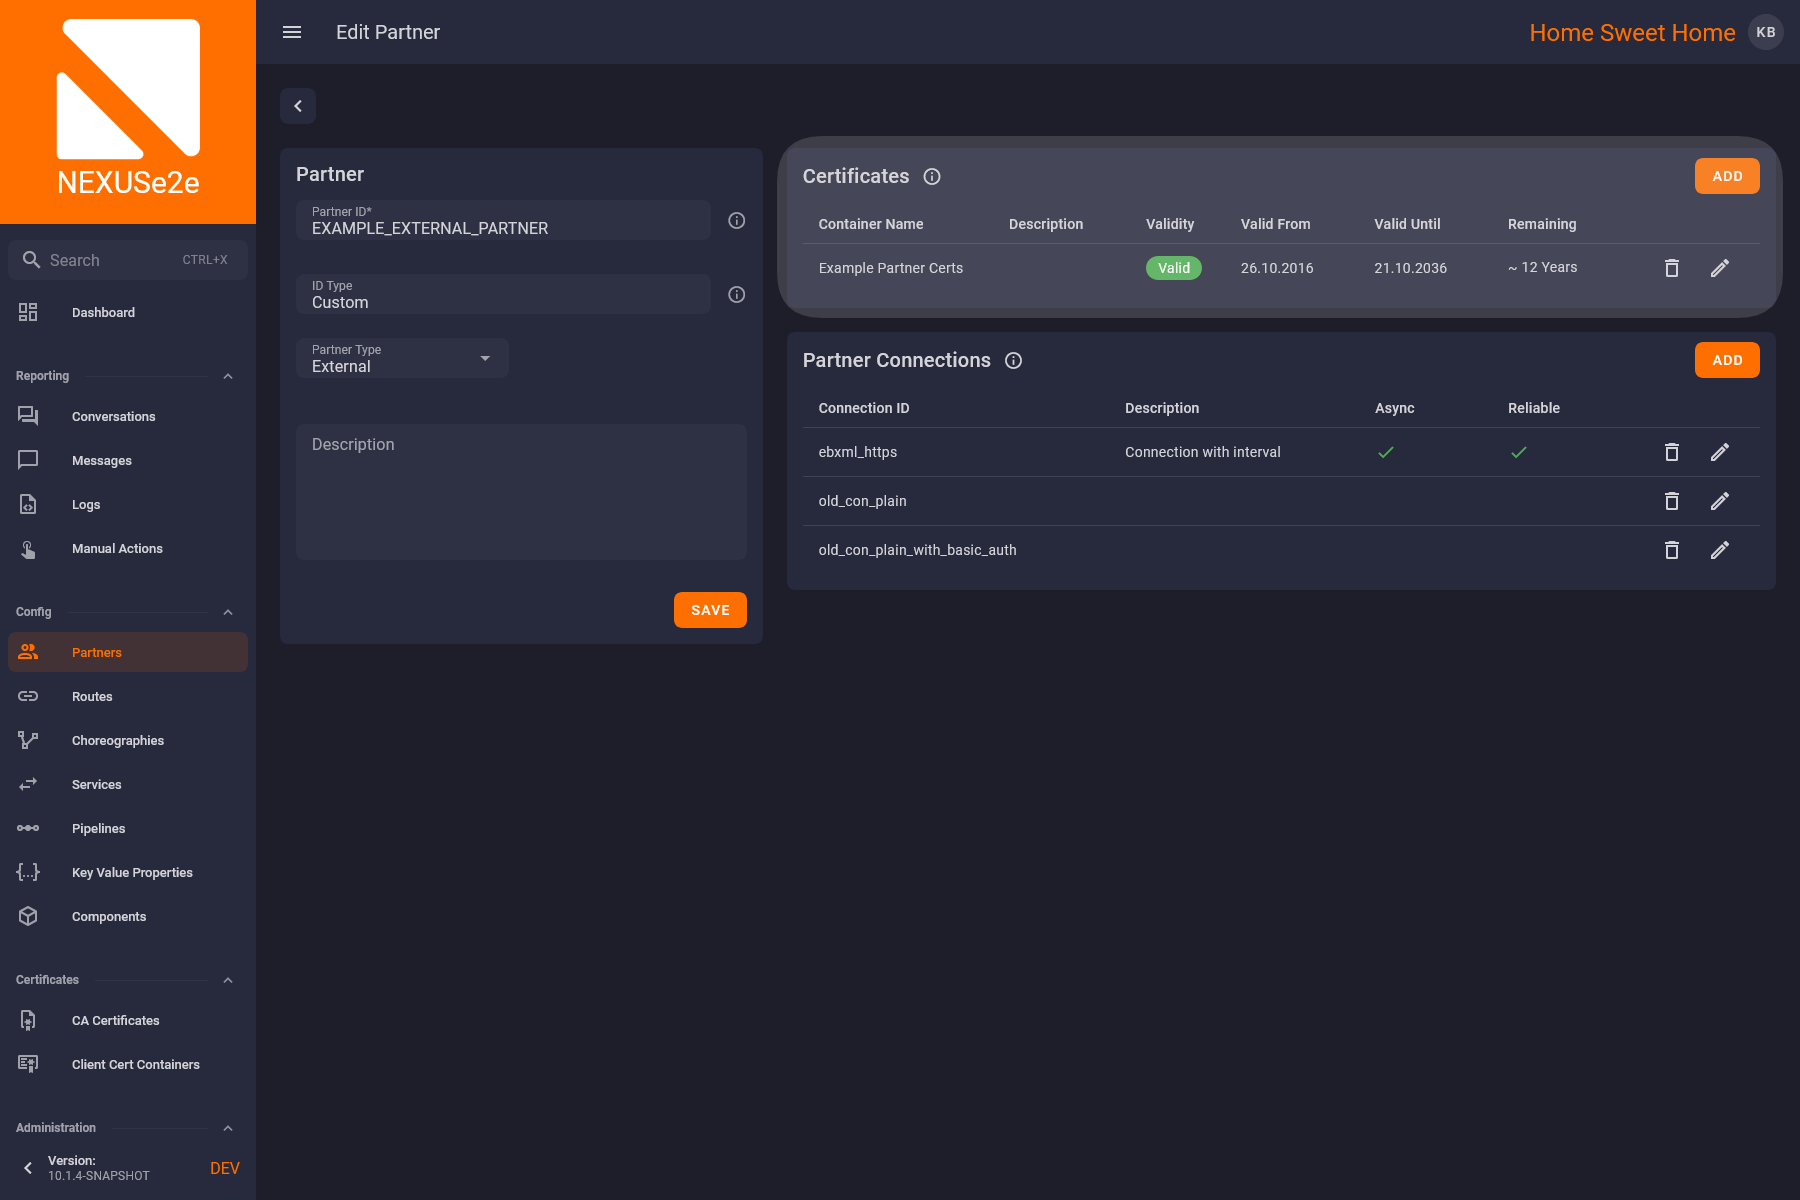 NEXUSe2e
Search CTRL+X
Dashboard
Reporting
Conversations
Messages
Logs
Manual Actions
Config
Partners
Routes
Choreographies
Services
Pipelines
Key Value Properties
Components
Certificates
CA Certificates
Client Cert Containers
Administration
Version:
10.1.4-SNAPSHOT DEV
Edit Partner
Home Sweet Home KB
Partner
Partner ID*
EXAMPLE_EXTERNAL_PARTNER
ID Type
Custom
Partner Type
External
Description
SAVE
Certificates ADD
Container Name Description Validity Valid From Valid Until Remaining
Example Partner Certs Valid 26.10.2016 21.10.2036 ~ 12 Years
Partner Connections ADD
Connection ID Description Async Reliable
ebxml_https Connection with interval
old_con_plain
old_con_plain_with_basic_auth